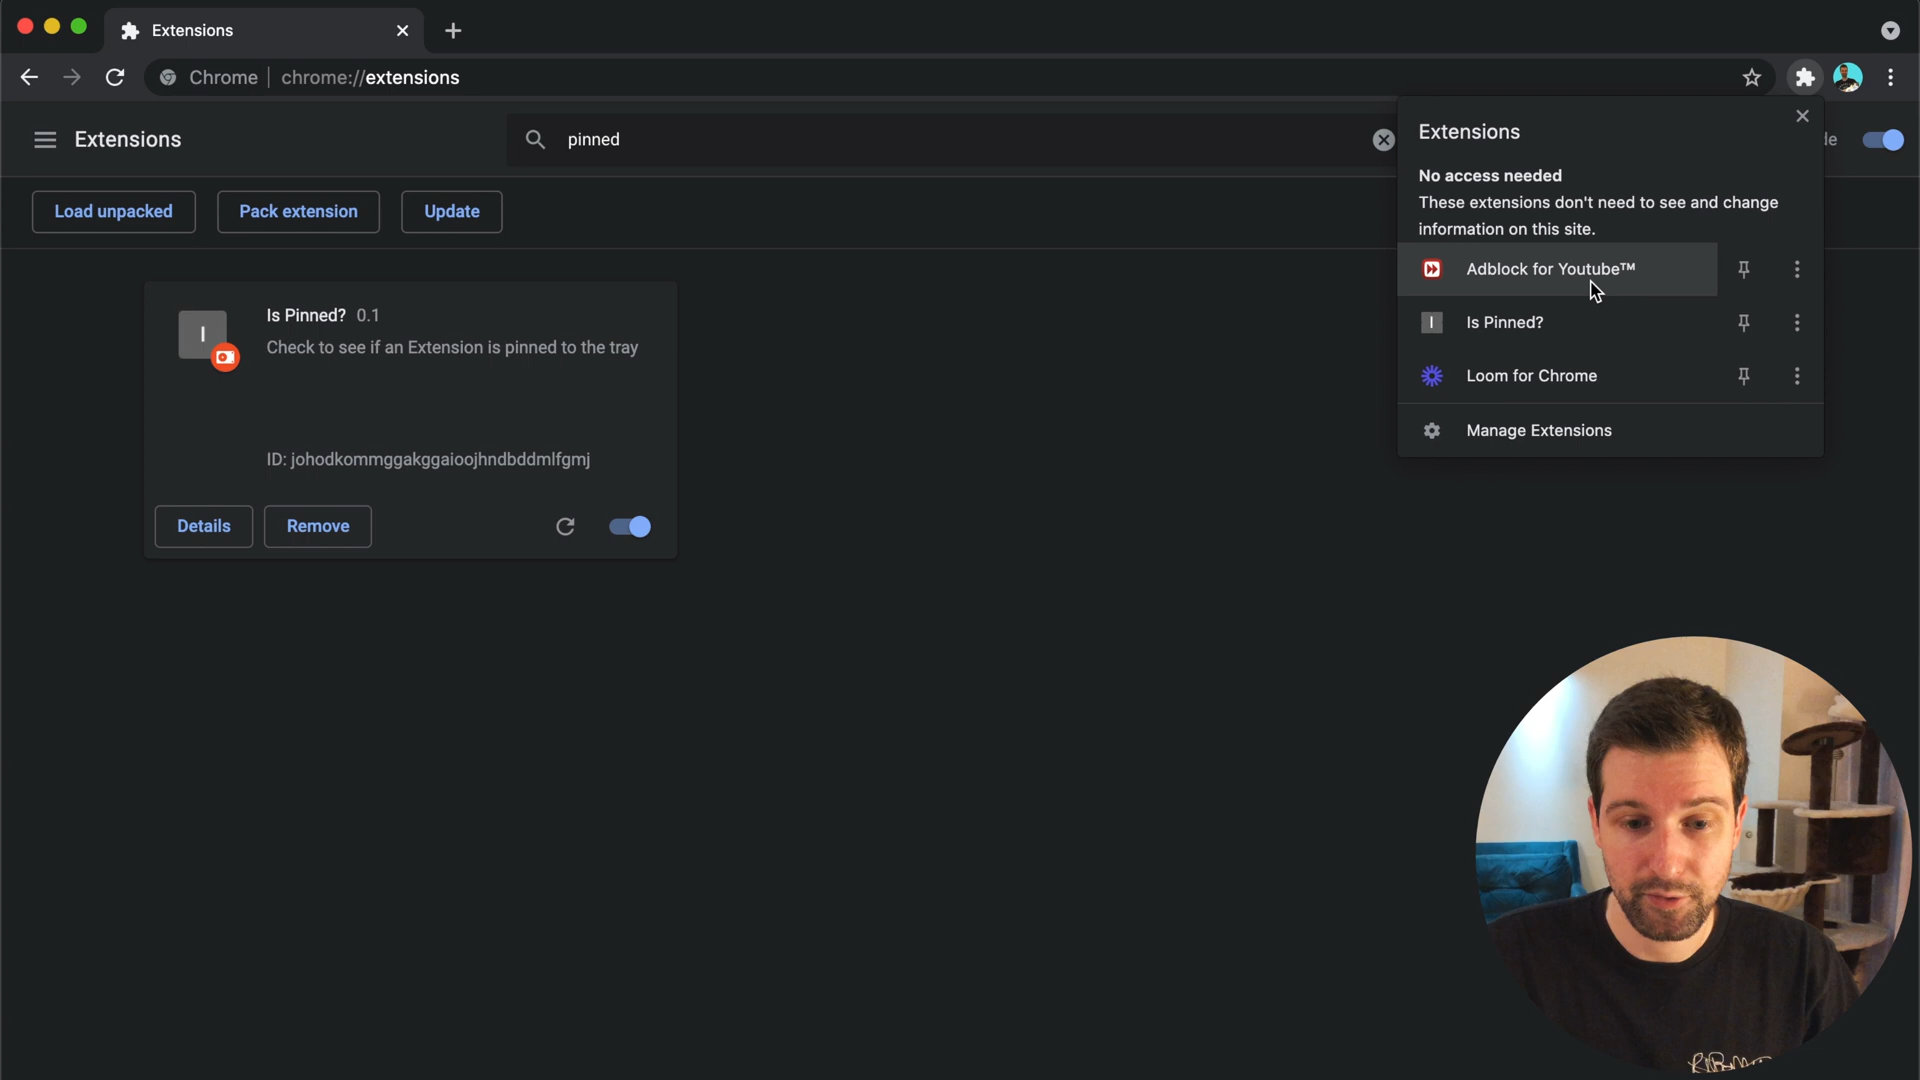 Extensions
Chrome
chrome://extensions
Extensions
pinned
de
Load unpacked
Pack extension
Update
I
Is Pinned? 0.1
Check to see if an Extension is pinned to the tray
ID: johodkommggakggaioojhndbddmlfgmj
Details
Remove
Extensions
No access needed
These extensions don't need to see and change
information on this site.
Adblock for Youtube™
I
Is Pinned?
Loom for Chrome
Manage Extensions